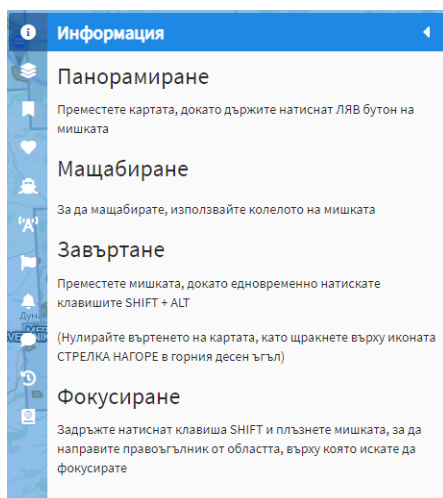 Информация
Панорамиране
Преместете картата, докато държите натиснат ЛЯВ бутон на
мишката
Мащабиране
За да мащабирате, използвайте колелото на мишката
Завъртане
Преместете мишката, докато едновременно натискате
клавишите SHIFT + ALT
(Нулирайте въртенето на картата, като щракнете върху иконата
СТРЕЛКА НАГОРЕ в горния десен ъгъл)
Фокусиране
Задръжте натиснат клавиша SHIFT и плъзнете мишката, за да
направите правоъгълник от областта, върху която искате да
фокусирате